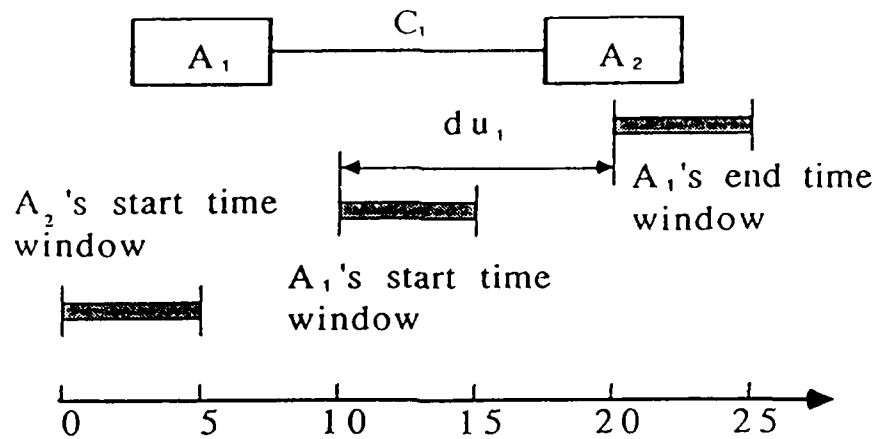 C₁
A₁
A₂
du₁
A₁'s end time
window
A₂'s start time
window
A₁'s start time
window
0 5 10 15 20 25